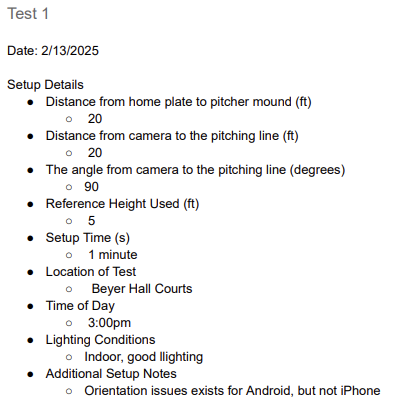 Test 1
Date: 2/13/2025
Setup Details
● Distance from home plate to pitcher mound (ft)
○ 20
● Distance from camera to the pitching line (ft)
○ 20
● The angle from camera to the pitching line (degrees)
○ 90
● Reference Height Used (ft)
○ 5
● Setup Time (s)
○ 1 minute
● Location of Test
○ Beyer Hall Courts
● Time of Day
○ 3:00pm
● Lighting Conditions
○ Indoor, good llighting
● Additional Setup Notes
○ Orientation issues exists for Android, but not iPhone